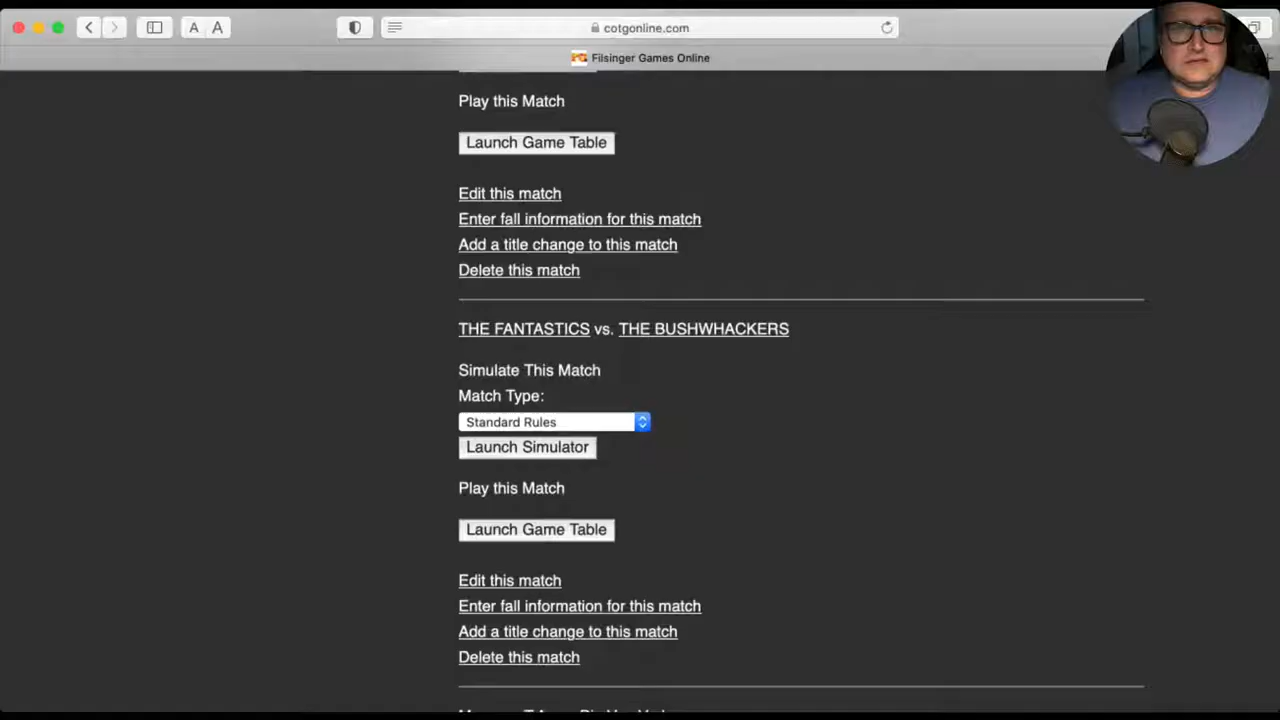 A A
cotgonline.com
Filsinger Games Online
Play this Match
Launch Game Table
Edit this match
Enter fall information for this match
Add a title change to this match
Delete this match
THE FANTASTICS vs. THE BUSHWHACKERS
Simulate This Match
Match Type:
Standard Rules
Launch Simulator
Play this Match
Launch Game Table
Edit this match
Enter fall information for this match
Add a title change to this match
Delete this match